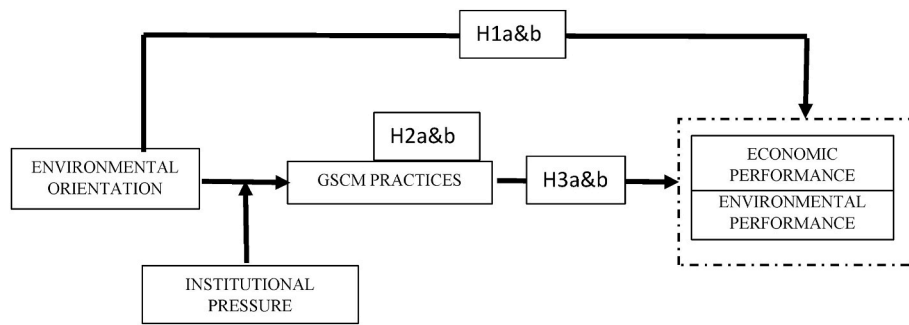 H1a&b
H2a&b
ENVIRONMENTAL
ORIENTATION
GSCM PRACTICES
H3a&b
ECONOMIC
PERFORMANCE
ENVIRONMENTAL
PERFORMANCE
INSTITUTIONAL
PRESSURE